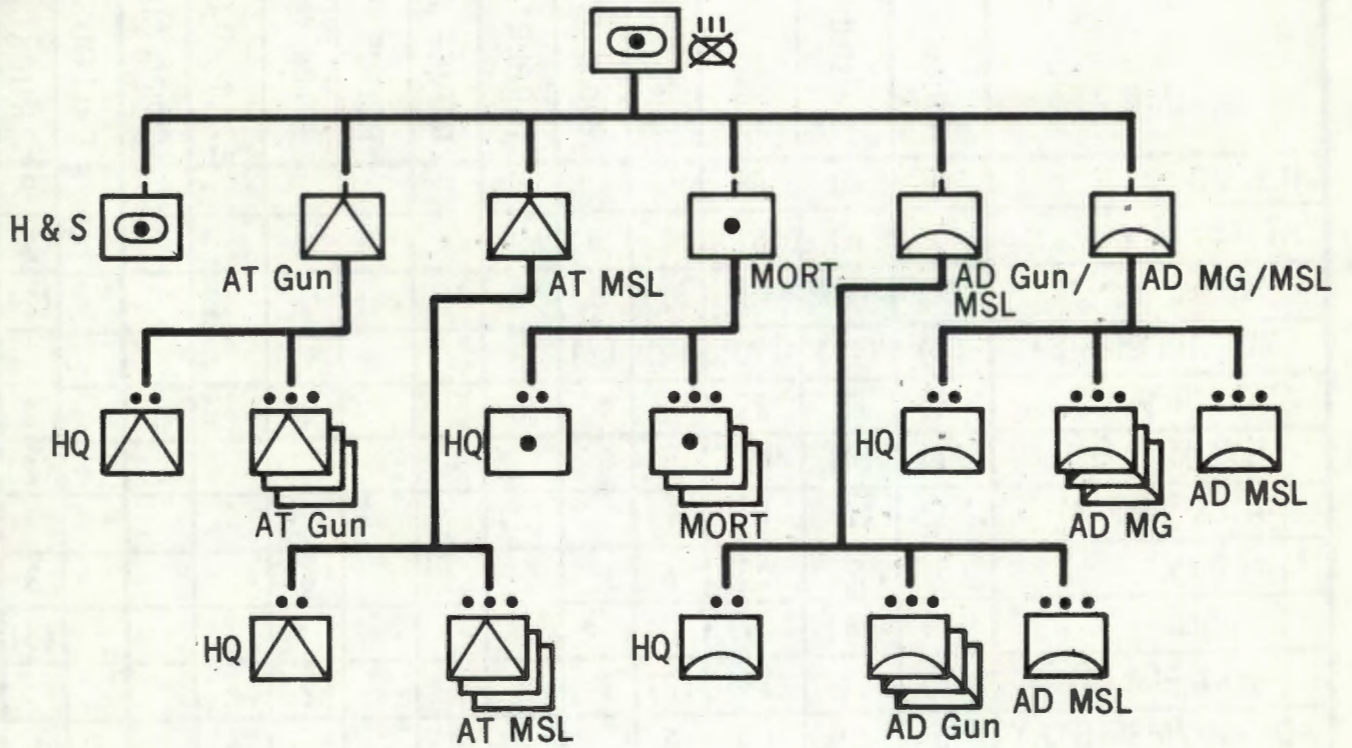 H & S
AT Gun
AT MSL
MORT
AD Gun/
MSL
AD MG/MSL
HQ
AT Gun
HQ
MORT
HQ
AD MG
AD MSL
HQ
AT MSL
HQ
AD Gun
AD MSL